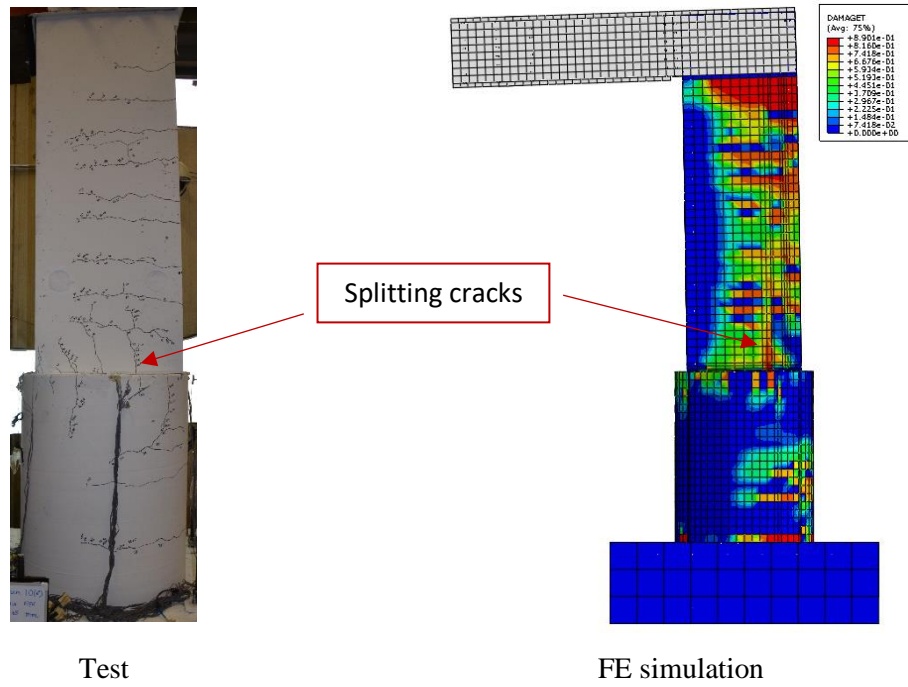 DAMAGET
(Avg: 75%)
+8.901e-01
+8.160e-01
+7.418e-01
+6.676e-01
+5.934e-01
+5.193e-01
+4.451e-01
+3.709e-01
+2.967e-01
+2.225e-01
+1.484e-01
+7.418e-02
+0.000e+00
Splitting cracks
Test
FE simulation